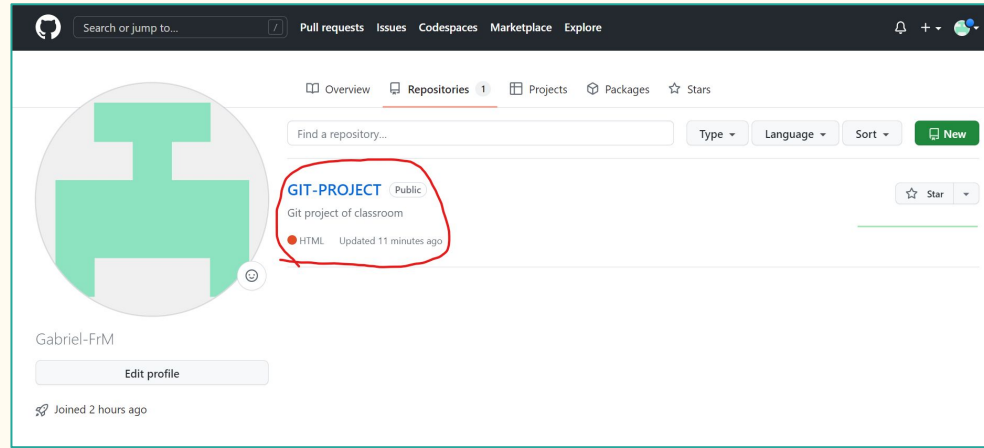 Search or jump to... / Pull requests Issues Codespaces Marketplace Explore
Overview Repositories 1 Projects Packages Stars
Find a repository... Type Language Sort New
GIT-PROJECT Public
Star
Git project of classroom
HTML Updated 11 minutes ago
Gabriel-FrM
Edit profile
Joined 2 hours ago